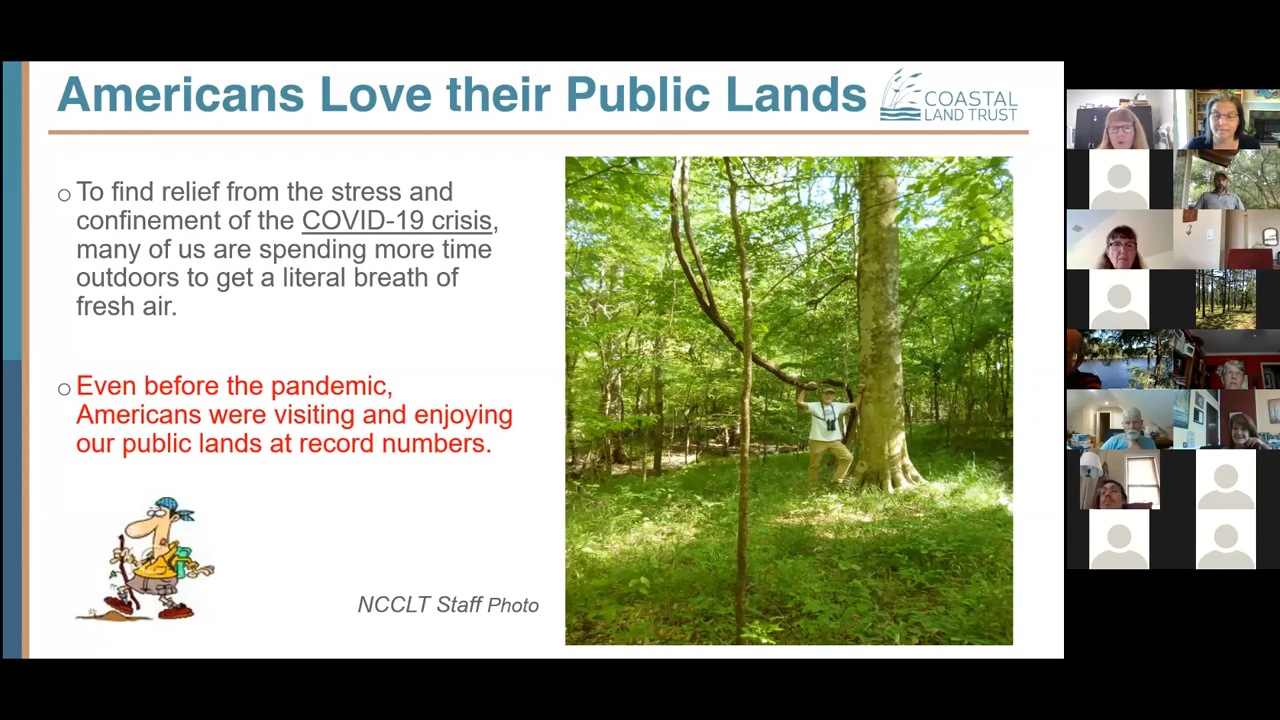 Americans Love their Public Lands
COASTAL
LAND TRUST
To find relief from the stress and
confinement of the COVID-19 crisis,
many of us are spending more time
outdoors to get a literal breath of
fresh air.
Even before the pandemic,
Americans were visiting and enjoying
our public lands at record numbers.
NCCLT Staff Photo